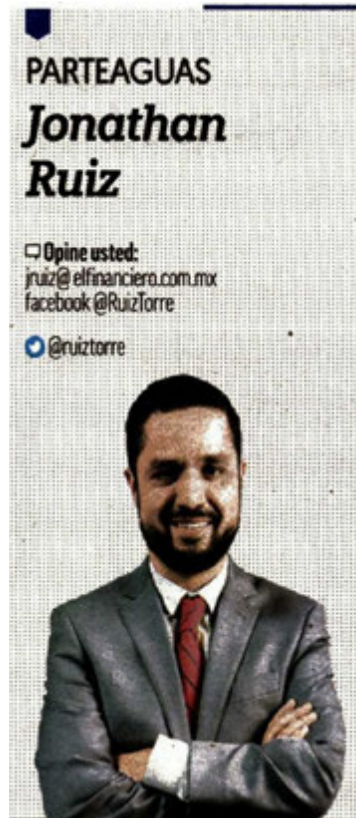 PARTEAGUAS
Jonathan
Ruiz
Opine usted:
jruiz@elfinanciero.com.mx
facebook @RuizTorre
@ruiztorre